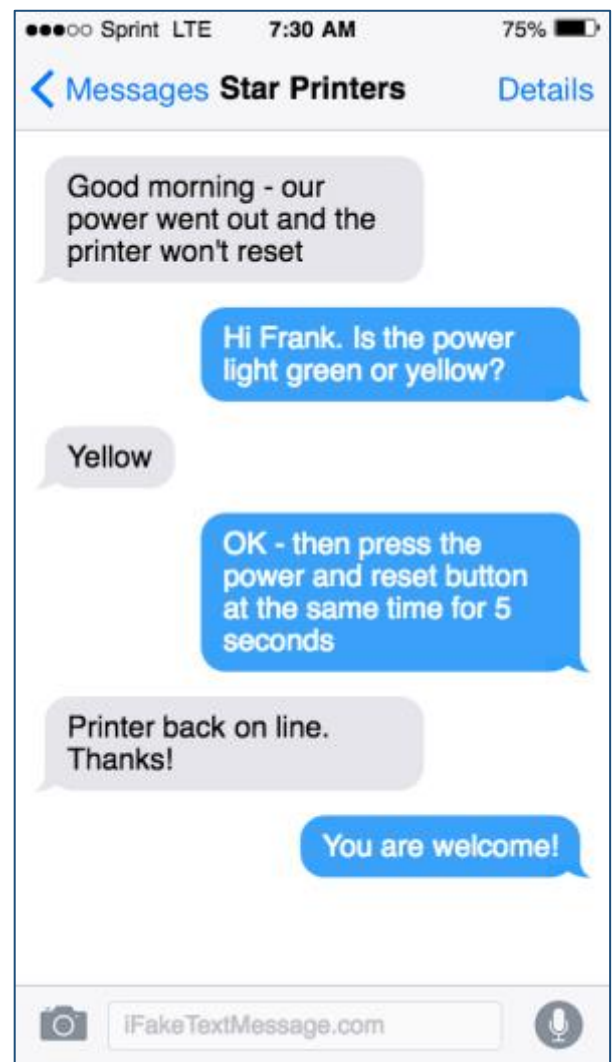 Sprint LTE 7:30 AM 75%
Messages Star Printers Details
Good morning - our
power went out and the
printer won't reset
Hi Frank. Is the power
light green or yellow?
Yellow
OK - then press the
power and reset button
at the same time for 5
seconds
Printer back on line.
Thanks!
You are welcome!
iFakeTextMessage.com